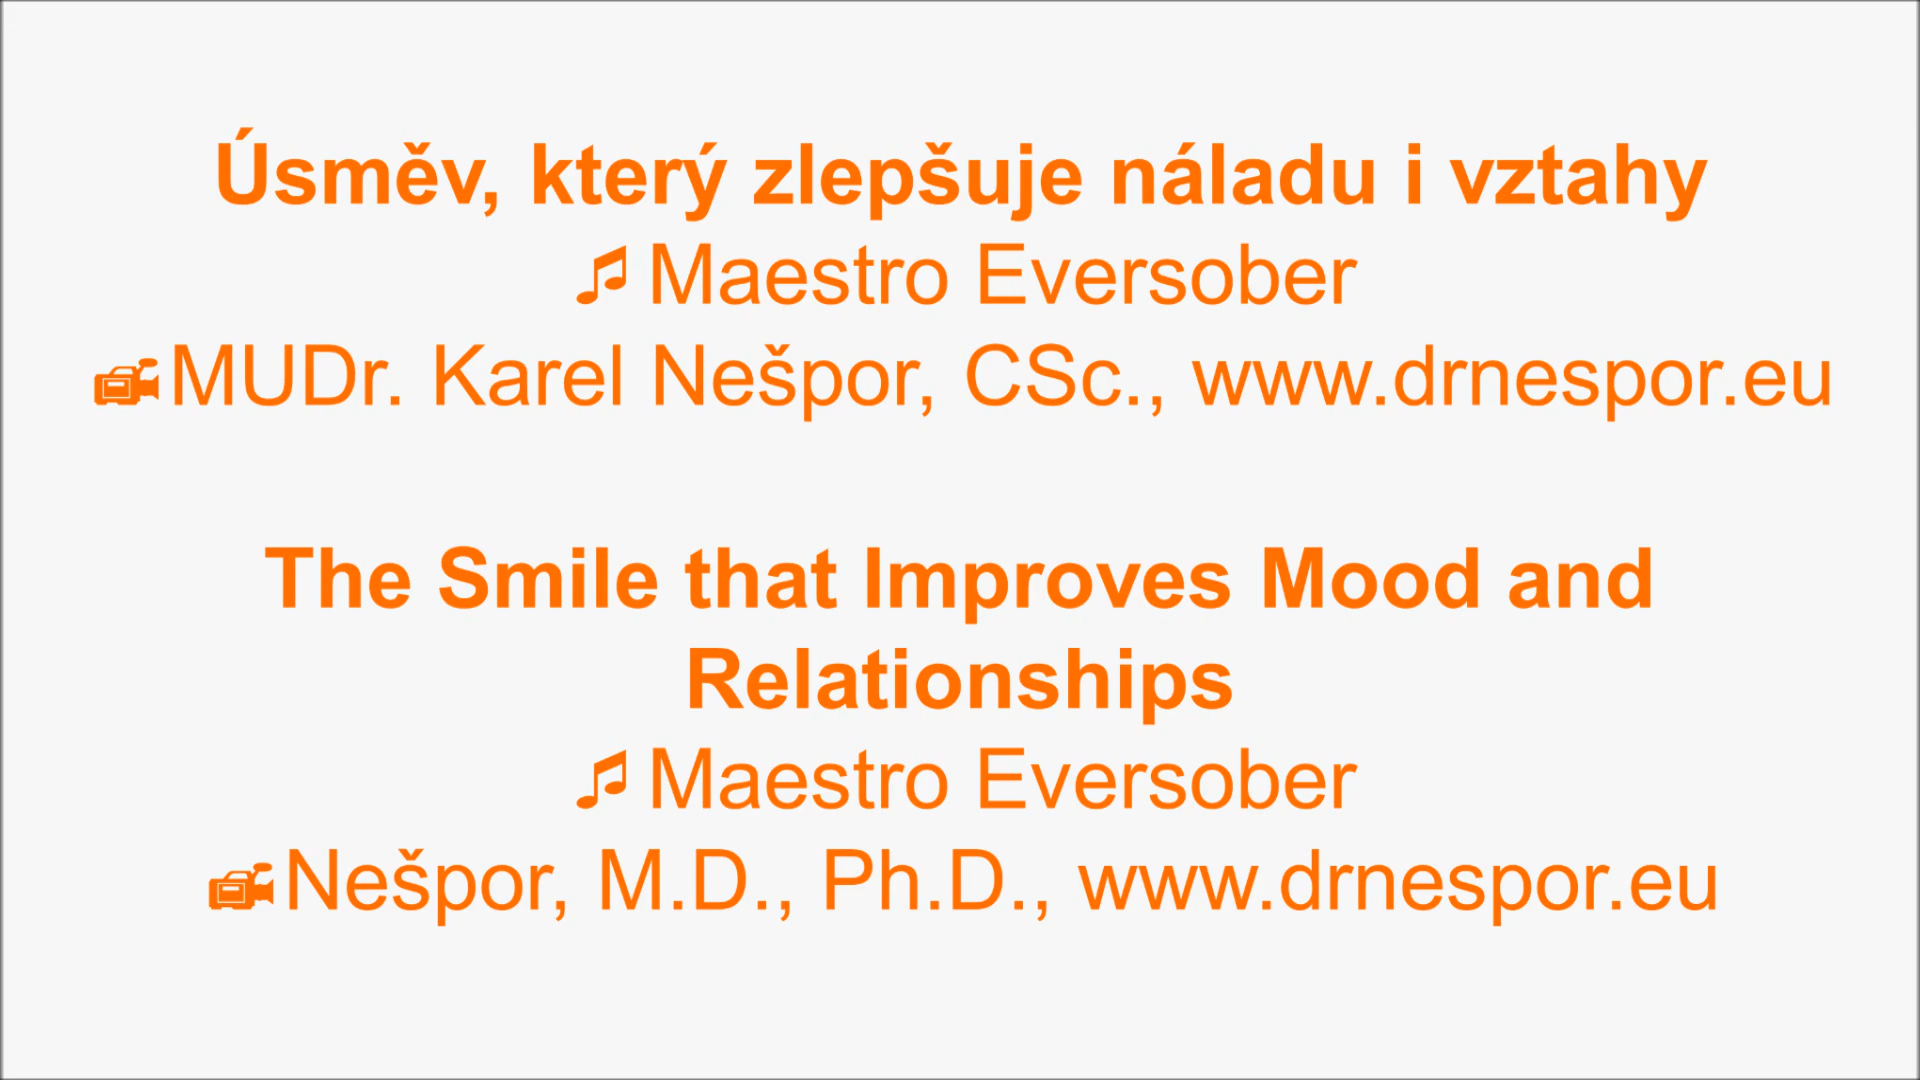 Úsměv, který zlepšuje náladu i vztahy
♫ Maestro Eversober
MUDr. Karel Nešpor, CSc., www.drnespor.eu
The Smile that Improves Mood and
Relationships
♫ Maestro Eversober
Nešpor, M.D., Ph.D., www.drnespor.eu